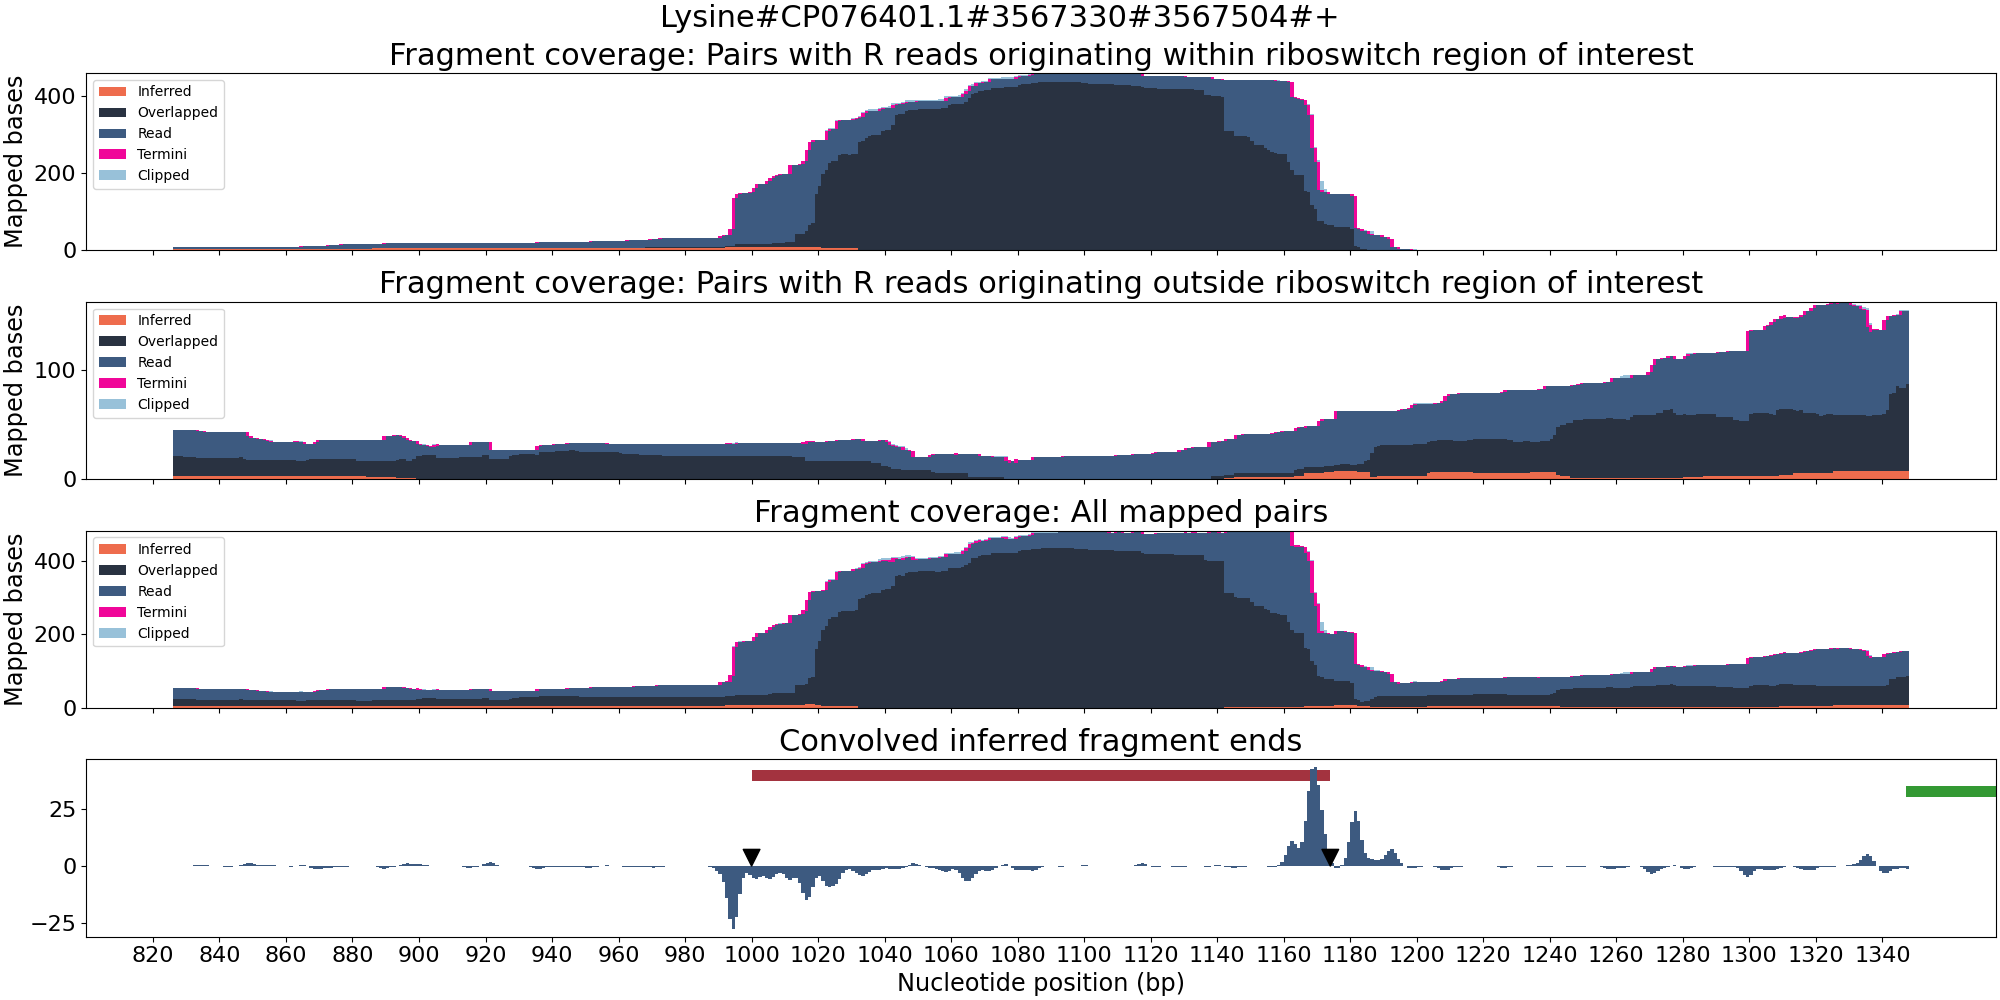 Lysine#CP076401.1#3567330#3567504#+
Fragment coverage: Pairs with R reads originating within riboswitch region of interest
Mapped bases
400
200
0
Inferred
Overlapped
Read
Termini
Clipped
Fragment coverage: Pairs with R reads originating outside riboswitch region of interest
Mapped bases
100
0
Inferred
Overlapped
Read
Termini
Clipped
Fragment coverage: All mapped pairs
Mapped bases
400
200
0
Inferred
Overlapped
Read
Termini
Clipped
Convolved inferred fragment ends
25
0
−25
820 840 860 880 900 920 940 960 980 1000 1020 1040 1060 1080 1100 1120 1140 1160 1180 1200 1220 1240 1260 1280 1300 1320 1340
Nucleotide position (bp)